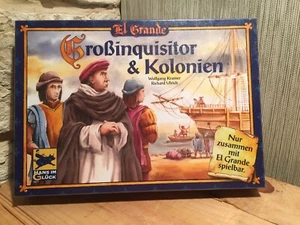 El Grande
Großinquisitor
& Kolonien
Wolfgang Kramer
Richard Ulrich
Nur
zusammen
mit
El Grande
spielbar.
HANS IM
GLÜCK